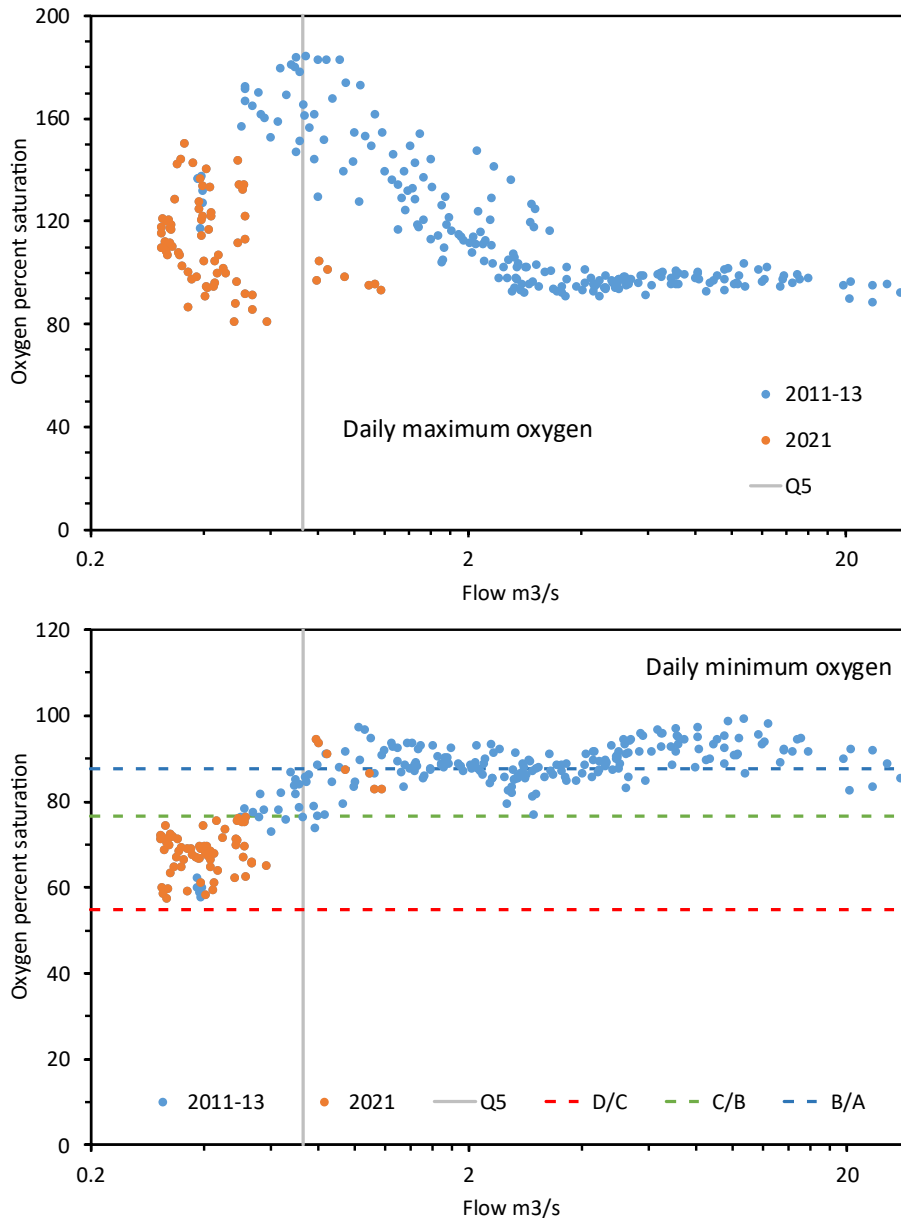 200
160
120
80
40
0
Oxygen percent saturation
Daily maximum oxygen
2011-13
2021
Q5
0.2 2 20
Flow m3/s
120
100
80
60
40
20
0
Oxygen percent saturation
Daily minimum oxygen
2011-13 2021 Q5 D/C C/B B/A
0.2 2 20
Flow m3/s